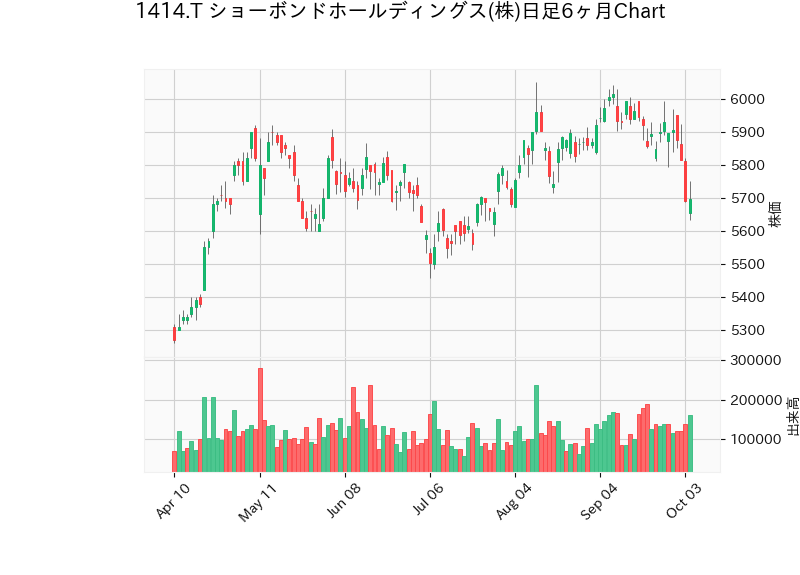 1414.T ショーボンドホールディングス(株)日足6ヶ月Chart
6000
5900
5800
5700
5600
5500
5400
5300
株価
300000
200000
100000
出来高
Apr 10
May 11
Jun 08
Jul 06
Aug 04
Sep 04
Oct 03